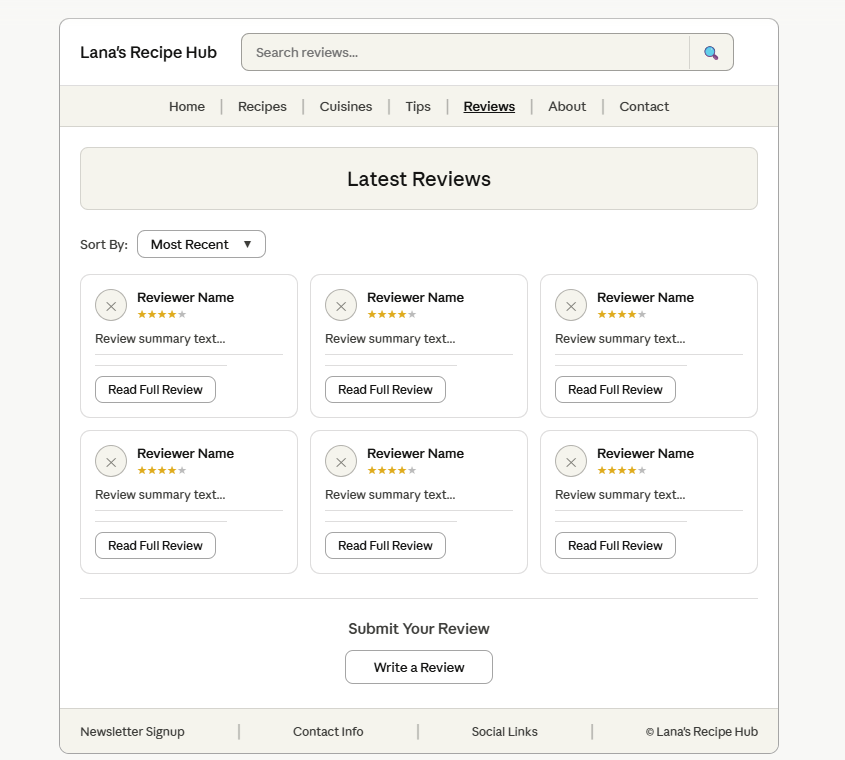 Lana's Recipe Hub
Search reviews...
Home | Recipes | Cuisines | Tips | Reviews | About | Contact
Latest Reviews
Sort By: Most Recent ▼
Reviewer Name Reviewer Name Reviewer Name
★★★★★ ★★★★★ ★★★★★
Review summary text... Review summary text... Review summary text...
Read Full Review Read Full Review Read Full Review
Reviewer Name Reviewer Name Reviewer Name
★★★★★ ★★★★★ ★★★★★
Review summary text... Review summary text... Review summary text...
Read Full Review Read Full Review Read Full Review
Submit Your Review
Write a Review
Newsletter Signup | Contact Info | Social Links | © Lana's Recipe Hub